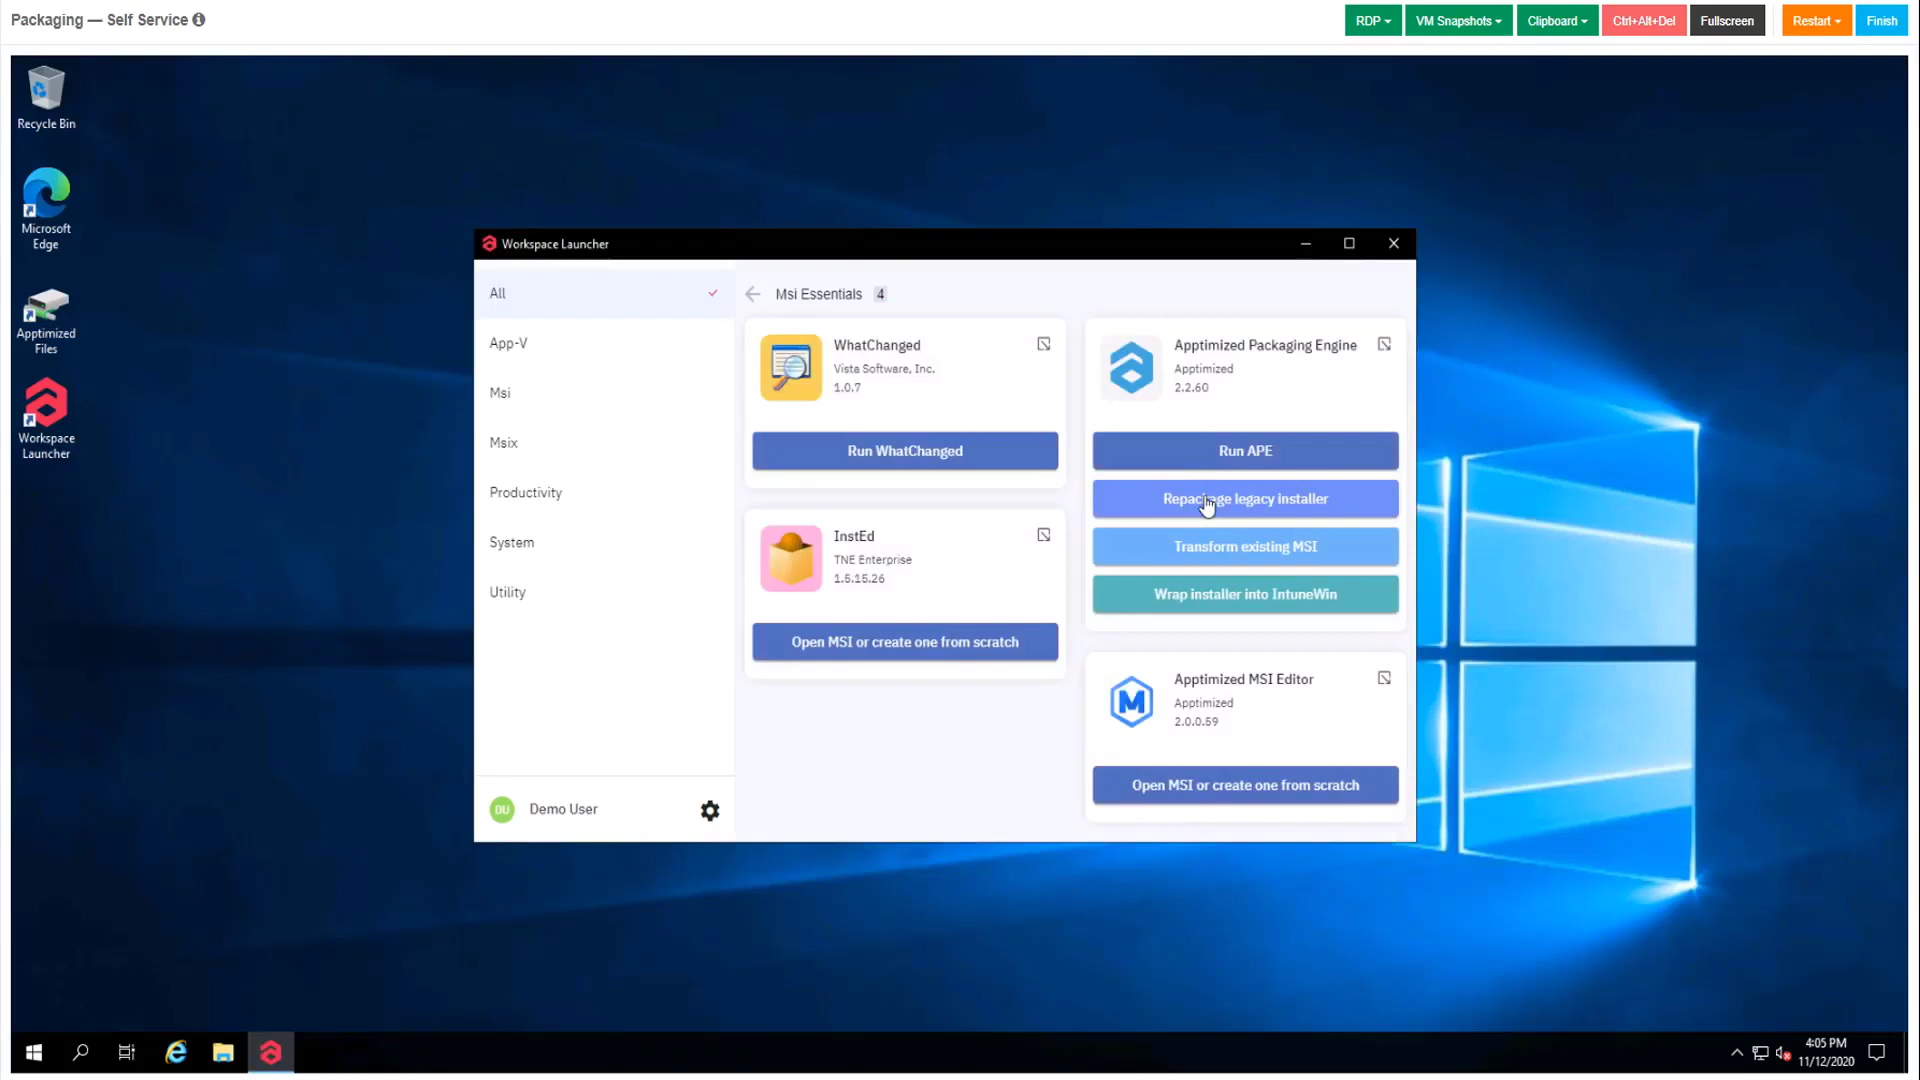 Packaging — Self Service
RDP
VM Snapshots
Clipboard
Ctrl+Alt+Del
Fullscreen
Restart
Finish
Recycle Bin
Microsoft
Edge
Apptimized
Files
Workspace
Launcher
Workspace Launcher
All
App-V
Msi
Msix
Productivity
System
Utility
DU
Demo User
Msi Essentials 4
WhatChanged
Vista Software, Inc.
1.0.7
Run WhatChanged
InstEd
TNE Enterprise
1.5.15.26
Open MSI or create one from scratch
Apptimized Packaging Engine
Apptimized
2.2.60
Run APE
Repackage legacy installer
Transform existing MSI
Wrap installer into IntuneWin
M
Apptimized MSI Editor
Apptimized
2.0.0.59
Open MSI or create one from scratch
4:05 PM
11/12/2020